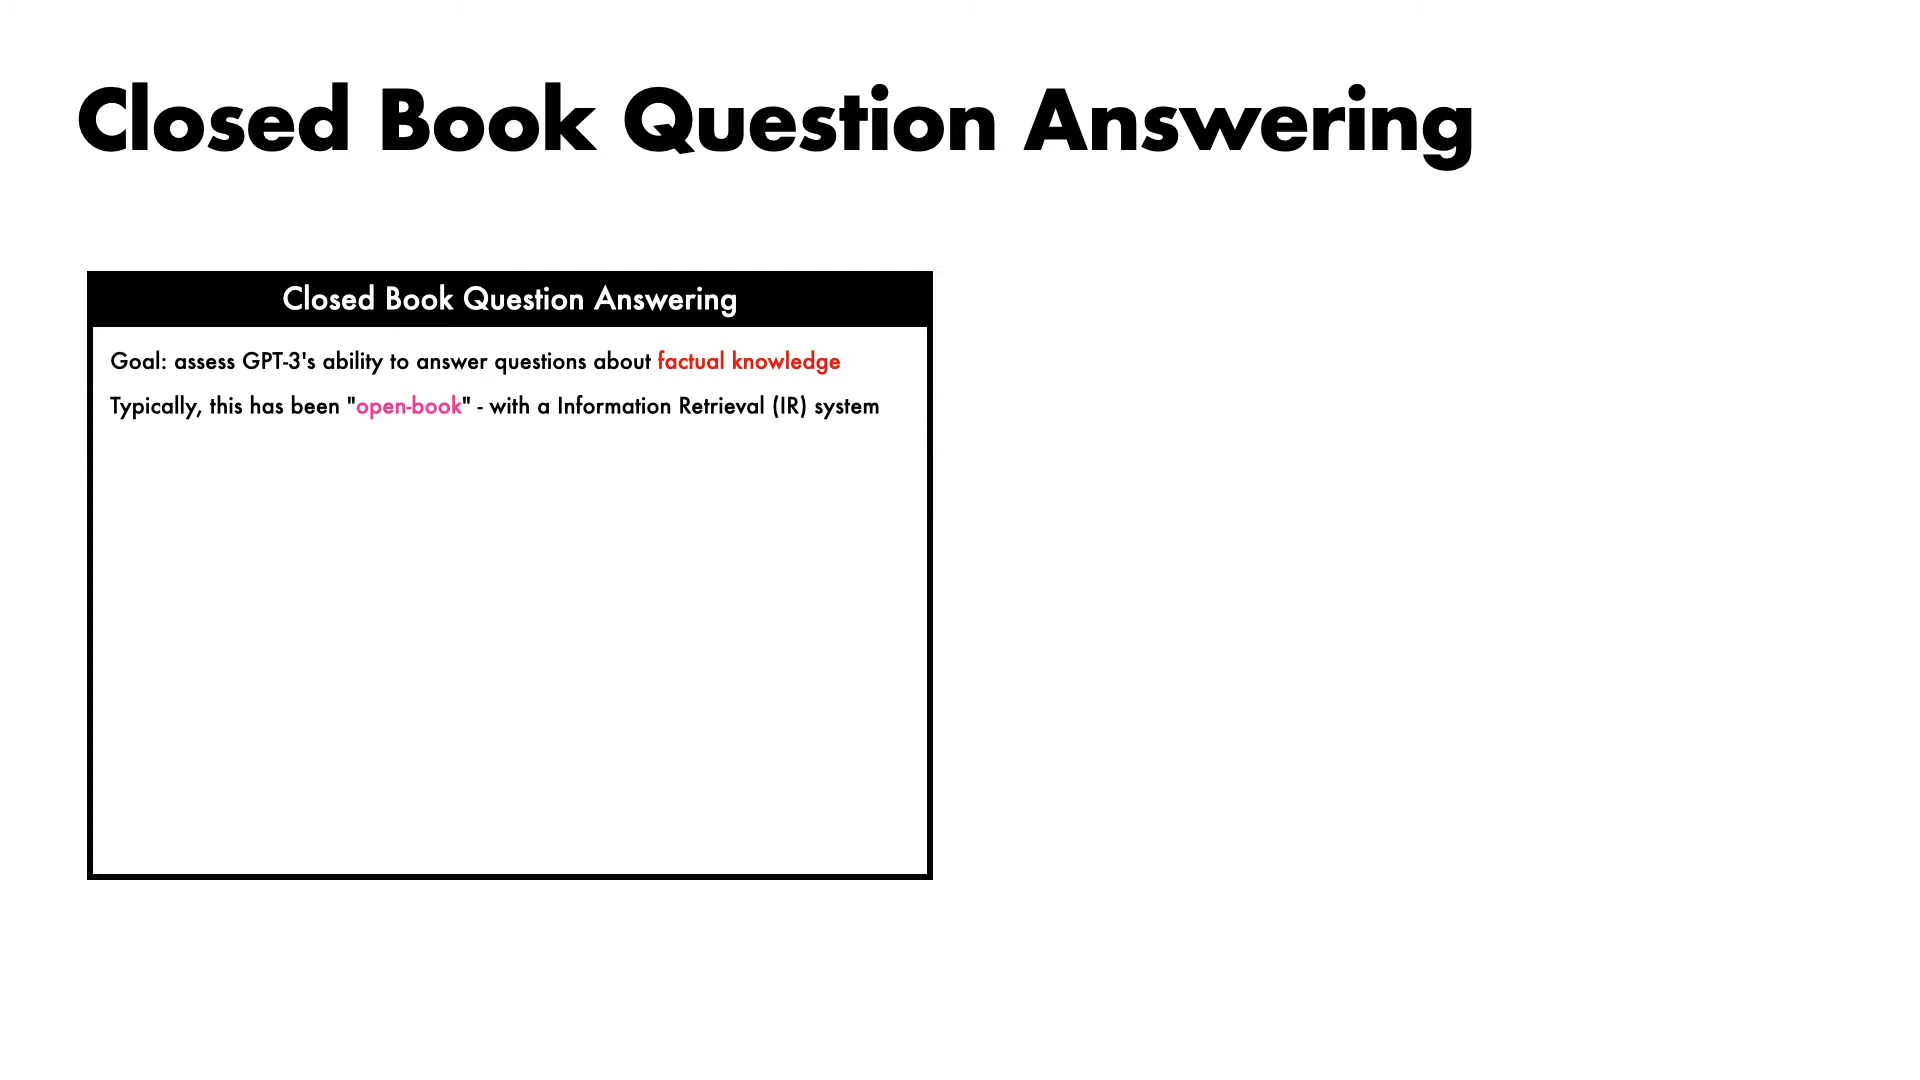 Closed Book Question Answering
Closed Book Question Answering
Goal: assess GPT-3's ability to answer questions about factual knowledge
Typically, this has been "open-book" - with a Information Retrieval (IR) system